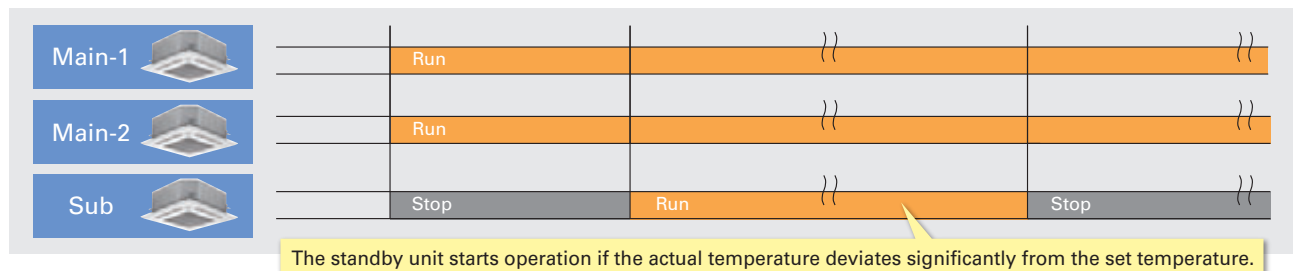 Main-1
Run
Main-2
Run
Sub
Stop
Run
Stop
The standby unit starts operation if the actual temperature deviates significantly from the set temperature.